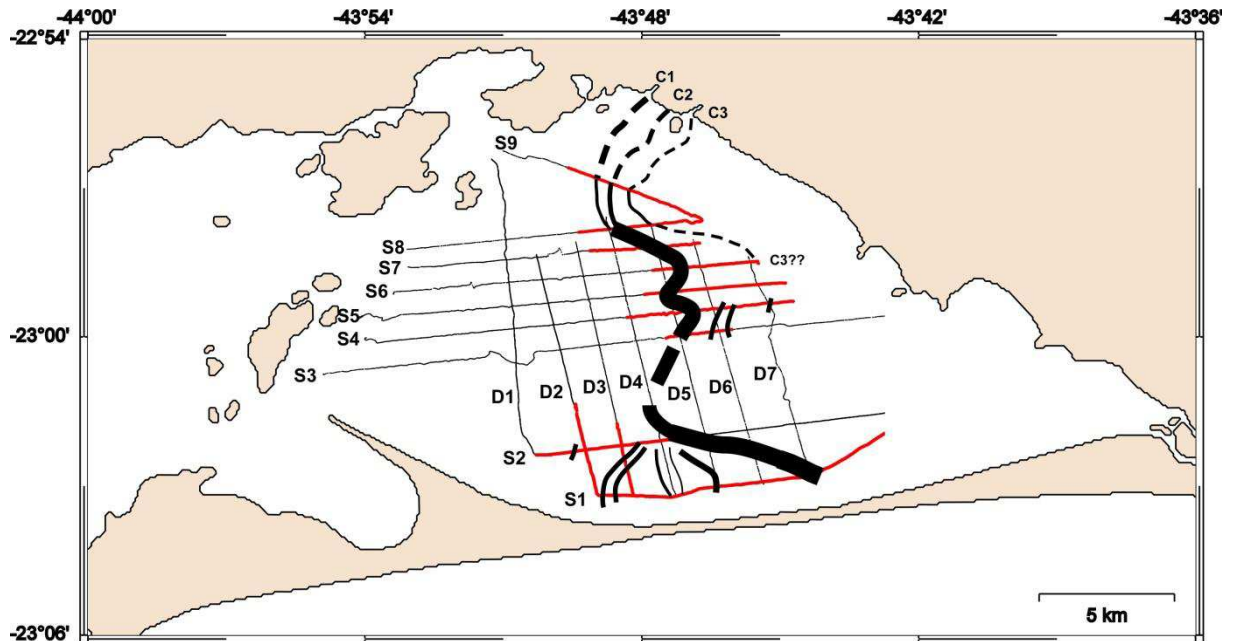 -44°00' -43°54' -43°48' -43°42' -43°36'
-22°54'
C1
C2
C3
S9
S8
S7
C3??
S6
S5
-23°00'
S4
S3
D1 D2 D3 D4 D5 D6 D7
S2
S1
5 km
-23°06'